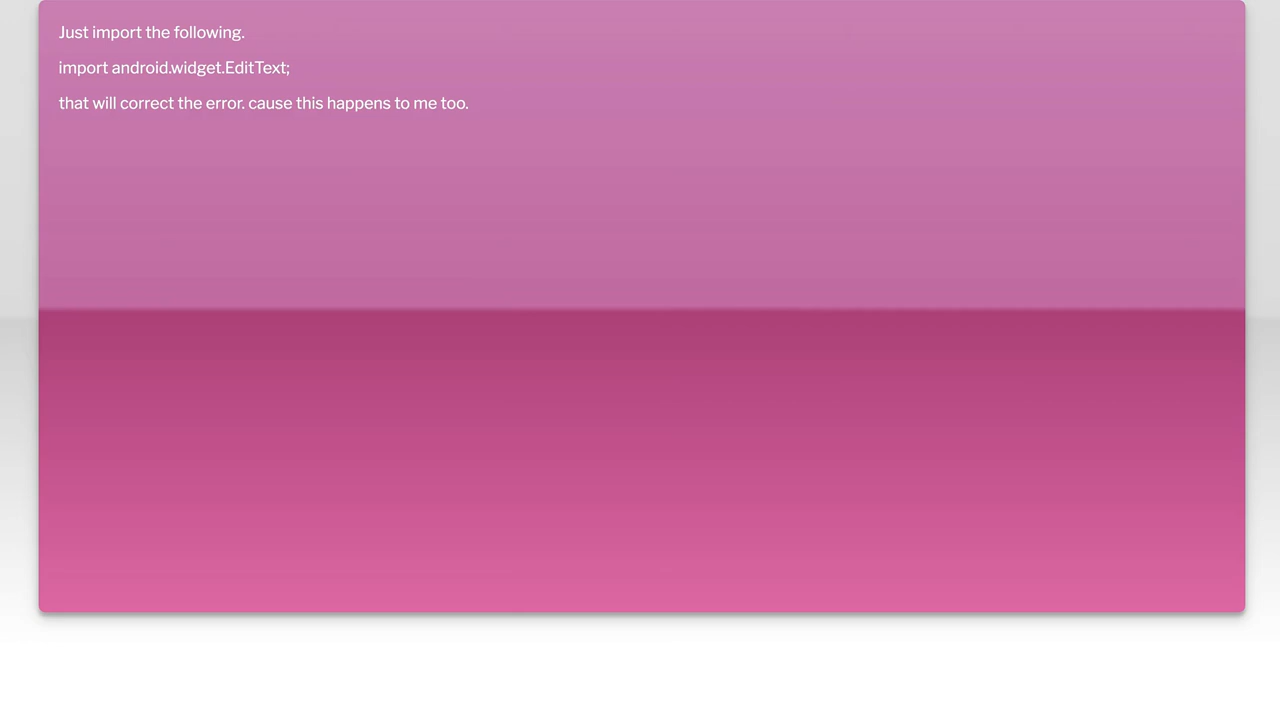 Just import the following.
import android.widget.EditText;
that will correct the error. cause this happens to me too.